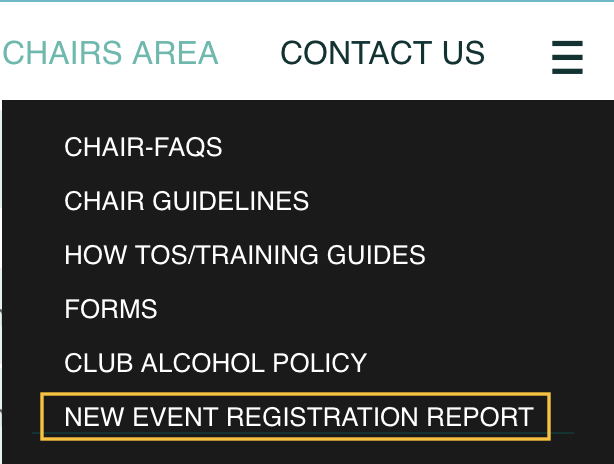 CHAIRS AREA CONTACT US
CHAIR-FAQS
CHAIR GUIDELINES
HOW TOS/TRAINING GUIDES
FORMS
CLUB ALCOHOL POLICY
NEW EVENT REGISTRATION REPORT